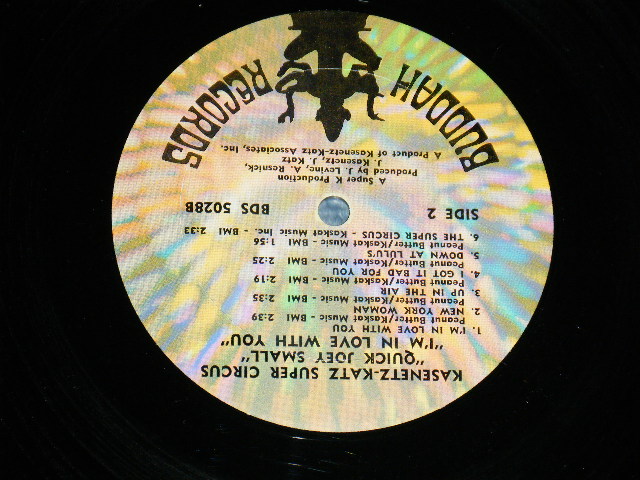 KASENETZ-KATZ SUPER CIRCUS
"QUICK JOEY SMALL"
"I'M IN LOVE WITH YOU"
1. I'M IN LOVE WITH YOU
Peanut Butter/Kaskat Music - BMI 2:39
2. NEW YORK WOMAN
Peanut Butter/Kaskat Music - BMI 2:35
3. UP IN THE AIR
Peanut Butter/Kaskat Music - BMI 2:19
4. I GOT IT BAD FOR YOU
Peanut Butter/Kaskat Music - BMI 2:25
5. DOWN AT LULU'S
Peanut Butter/Kaskat Music - BMI 1:56
6. THE SUPER CIRCUS - Kaskat Music Inc. - BMI 2:33
SIDE 2 BDS 5028B
A Super K Production
Produced by J. Levine, A. Resnick,
J. Kasenetz, J. Katz
A Product of Kasenetz-Katz Associates, Inc.
BUDDAH RECORDS